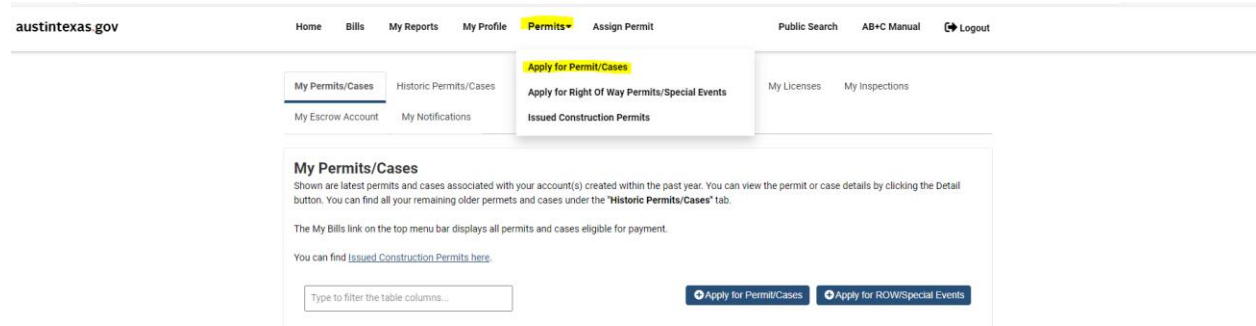 austintexas.gov
Home Bills My Reports My Profile Permits Assign Permit Public Search AB+C Manual Logout
Apply for Permit/Cases
Apply for Right Of Way Permits/Special Events
Issued Construction Permits
My Permits/Cases Historic Permits/Cases My Licenses My Inspections
My Escrow Account My Notifications
My Permits/Cases
Shown are latest permits and cases associated with your account(s) created within the past year. You can view the permit or case details by clicking the Detail
button. You can find all your remaining older permets and cases under the "Historic Permits/Cases" tab.
The My Bills link on the top menu bar displays all permits and cases eligible for payment.
You can find Issued Construction Permits here.
Type to filter the table columns...
Apply for Permit/Cases Apply for ROW/Special Events